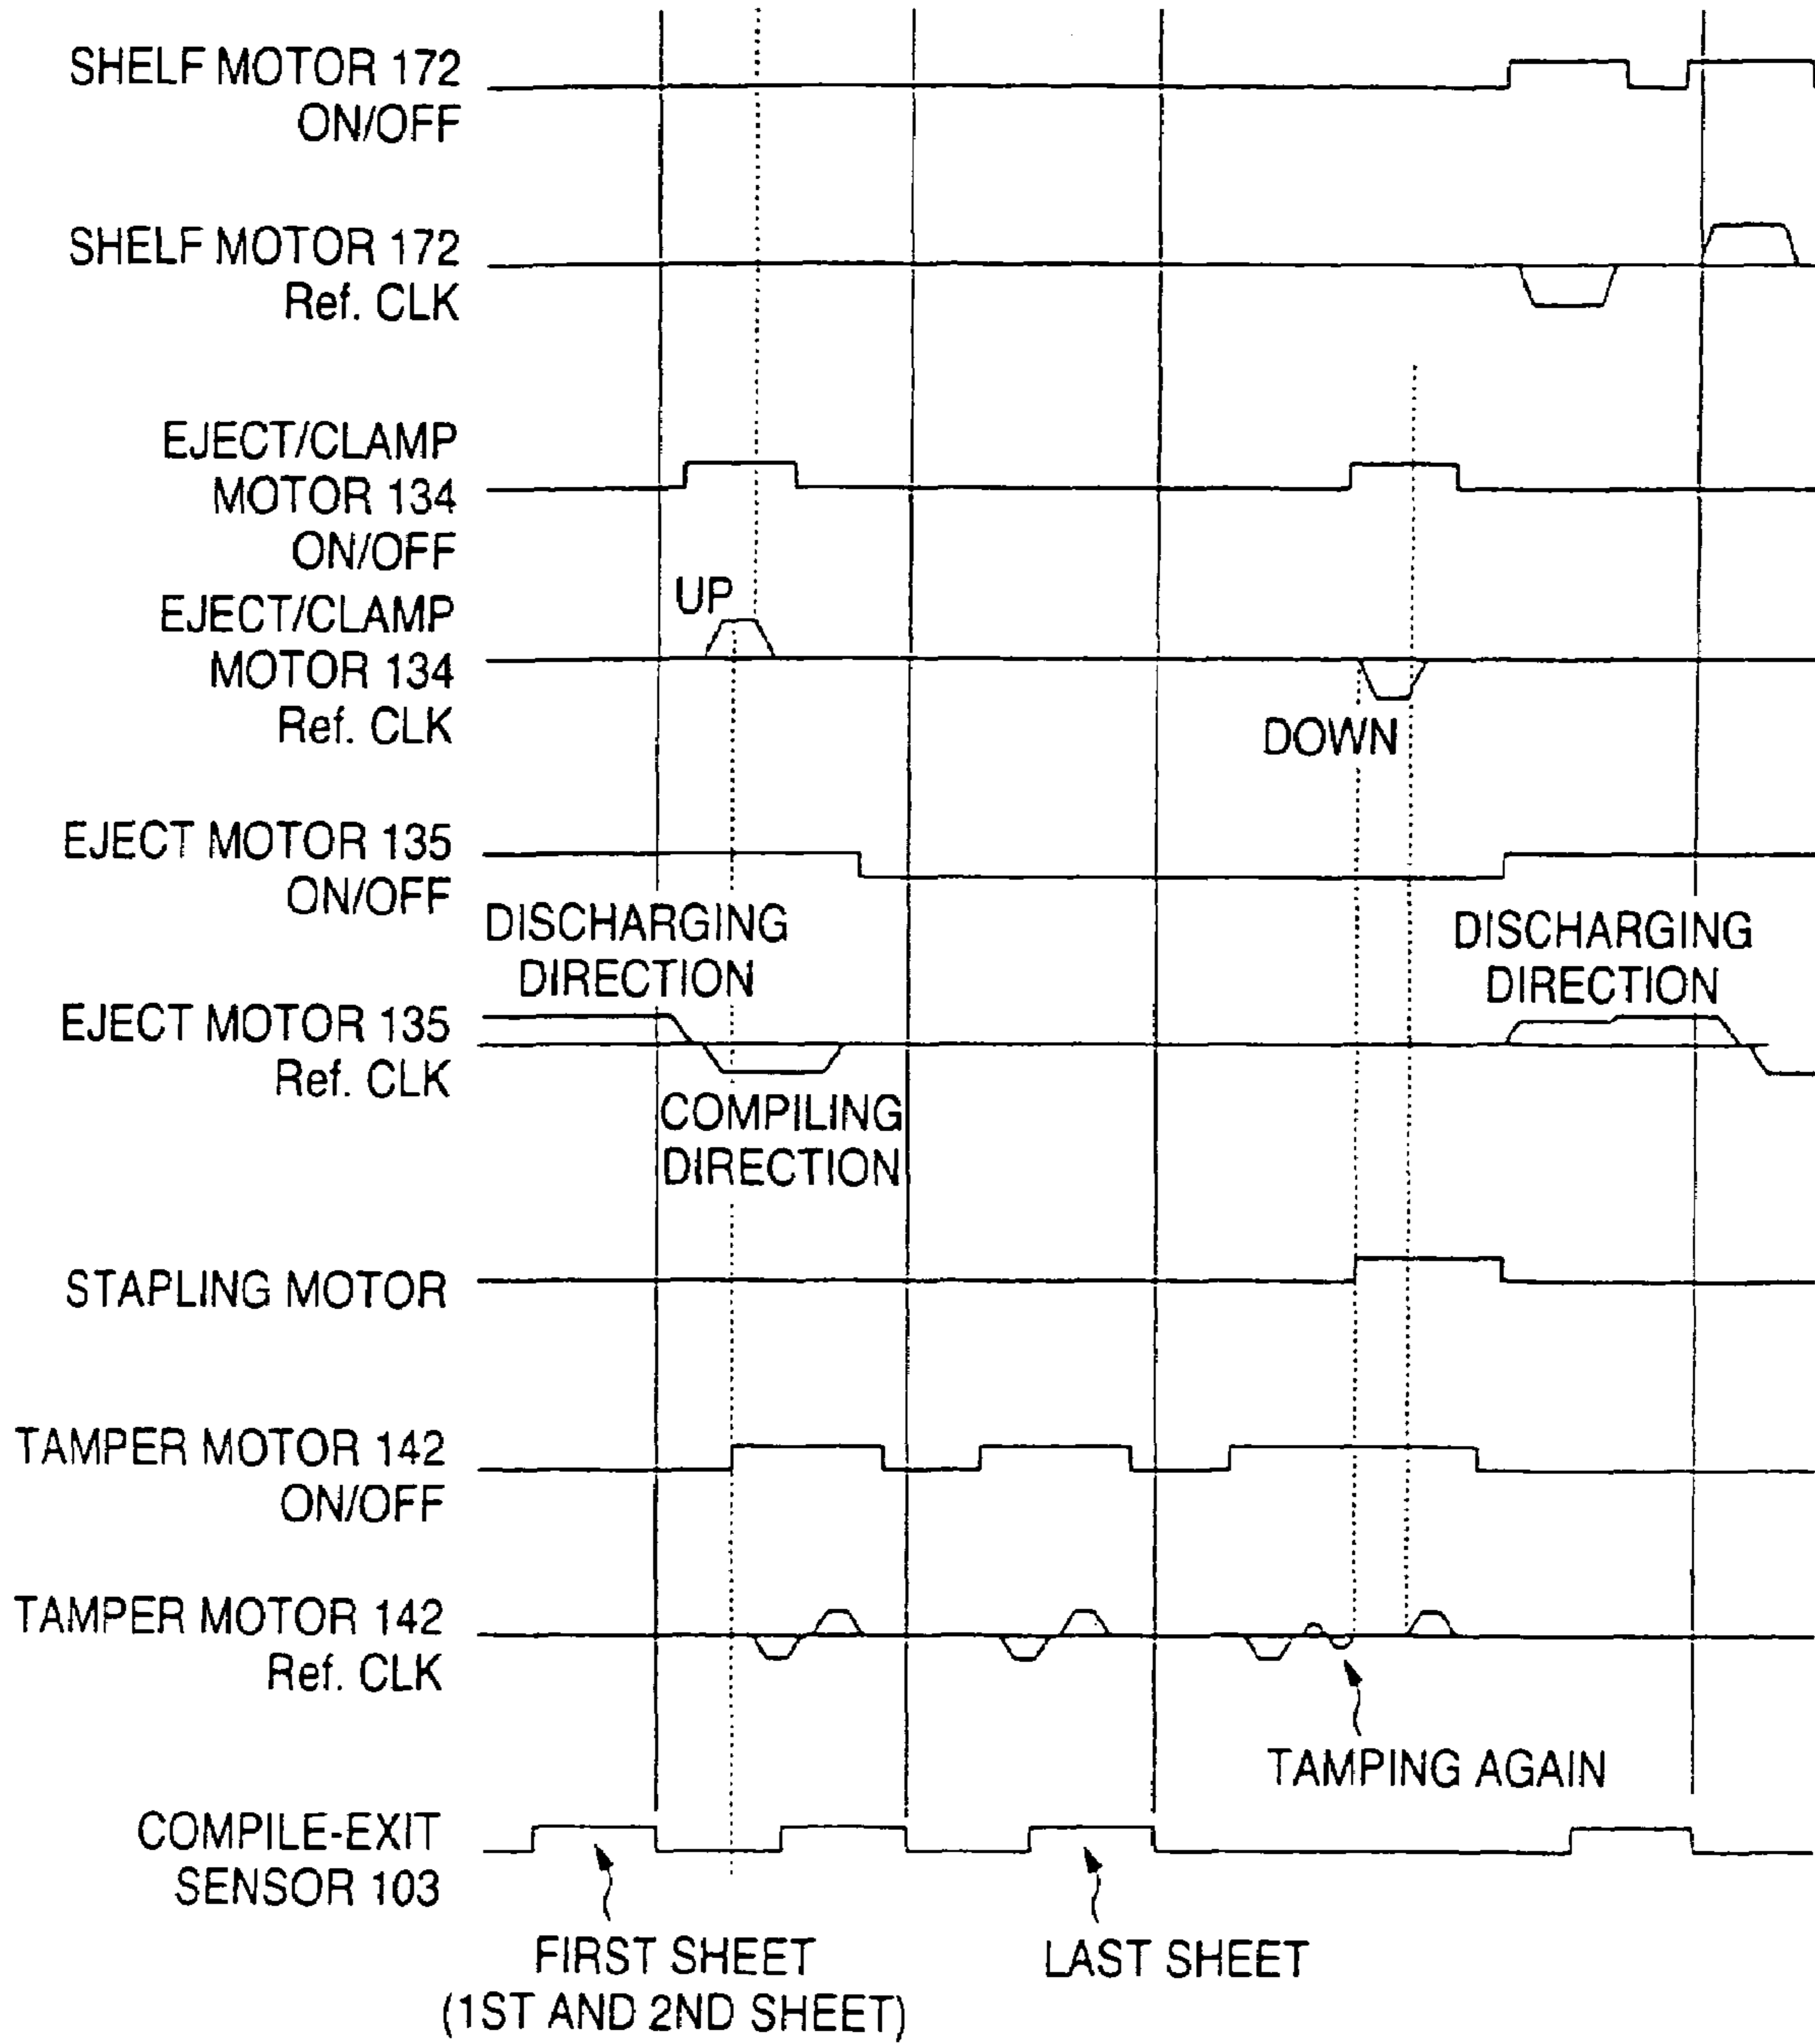 SHELF MOTOR 172
ON/OFF
SHELF MOTOR 172
Ref. CLK
EJECT/CLAMP
MOTOR 134
ON/OFF
UP
EJECT/CLAMP
MOTOR 134
Ref. CLK
DOWN
EJECT MOTOR 135
ON/OFF
DISCHARGING
DIRECTION
DISCHARGING
DIRECTION
EJECT MOTOR 135
Ref. CLK
COMPILING
DIRECTION
STAPLING MOTOR
TAMPER MOTOR 142
ON/OFF
TAMPER MOTOR 142
Ref. CLK
TAMPING AGAIN
COMPILE-EXIT
SENSOR 103
FIRST SHEET
(1ST AND 2ND SHEET)
LAST SHEET